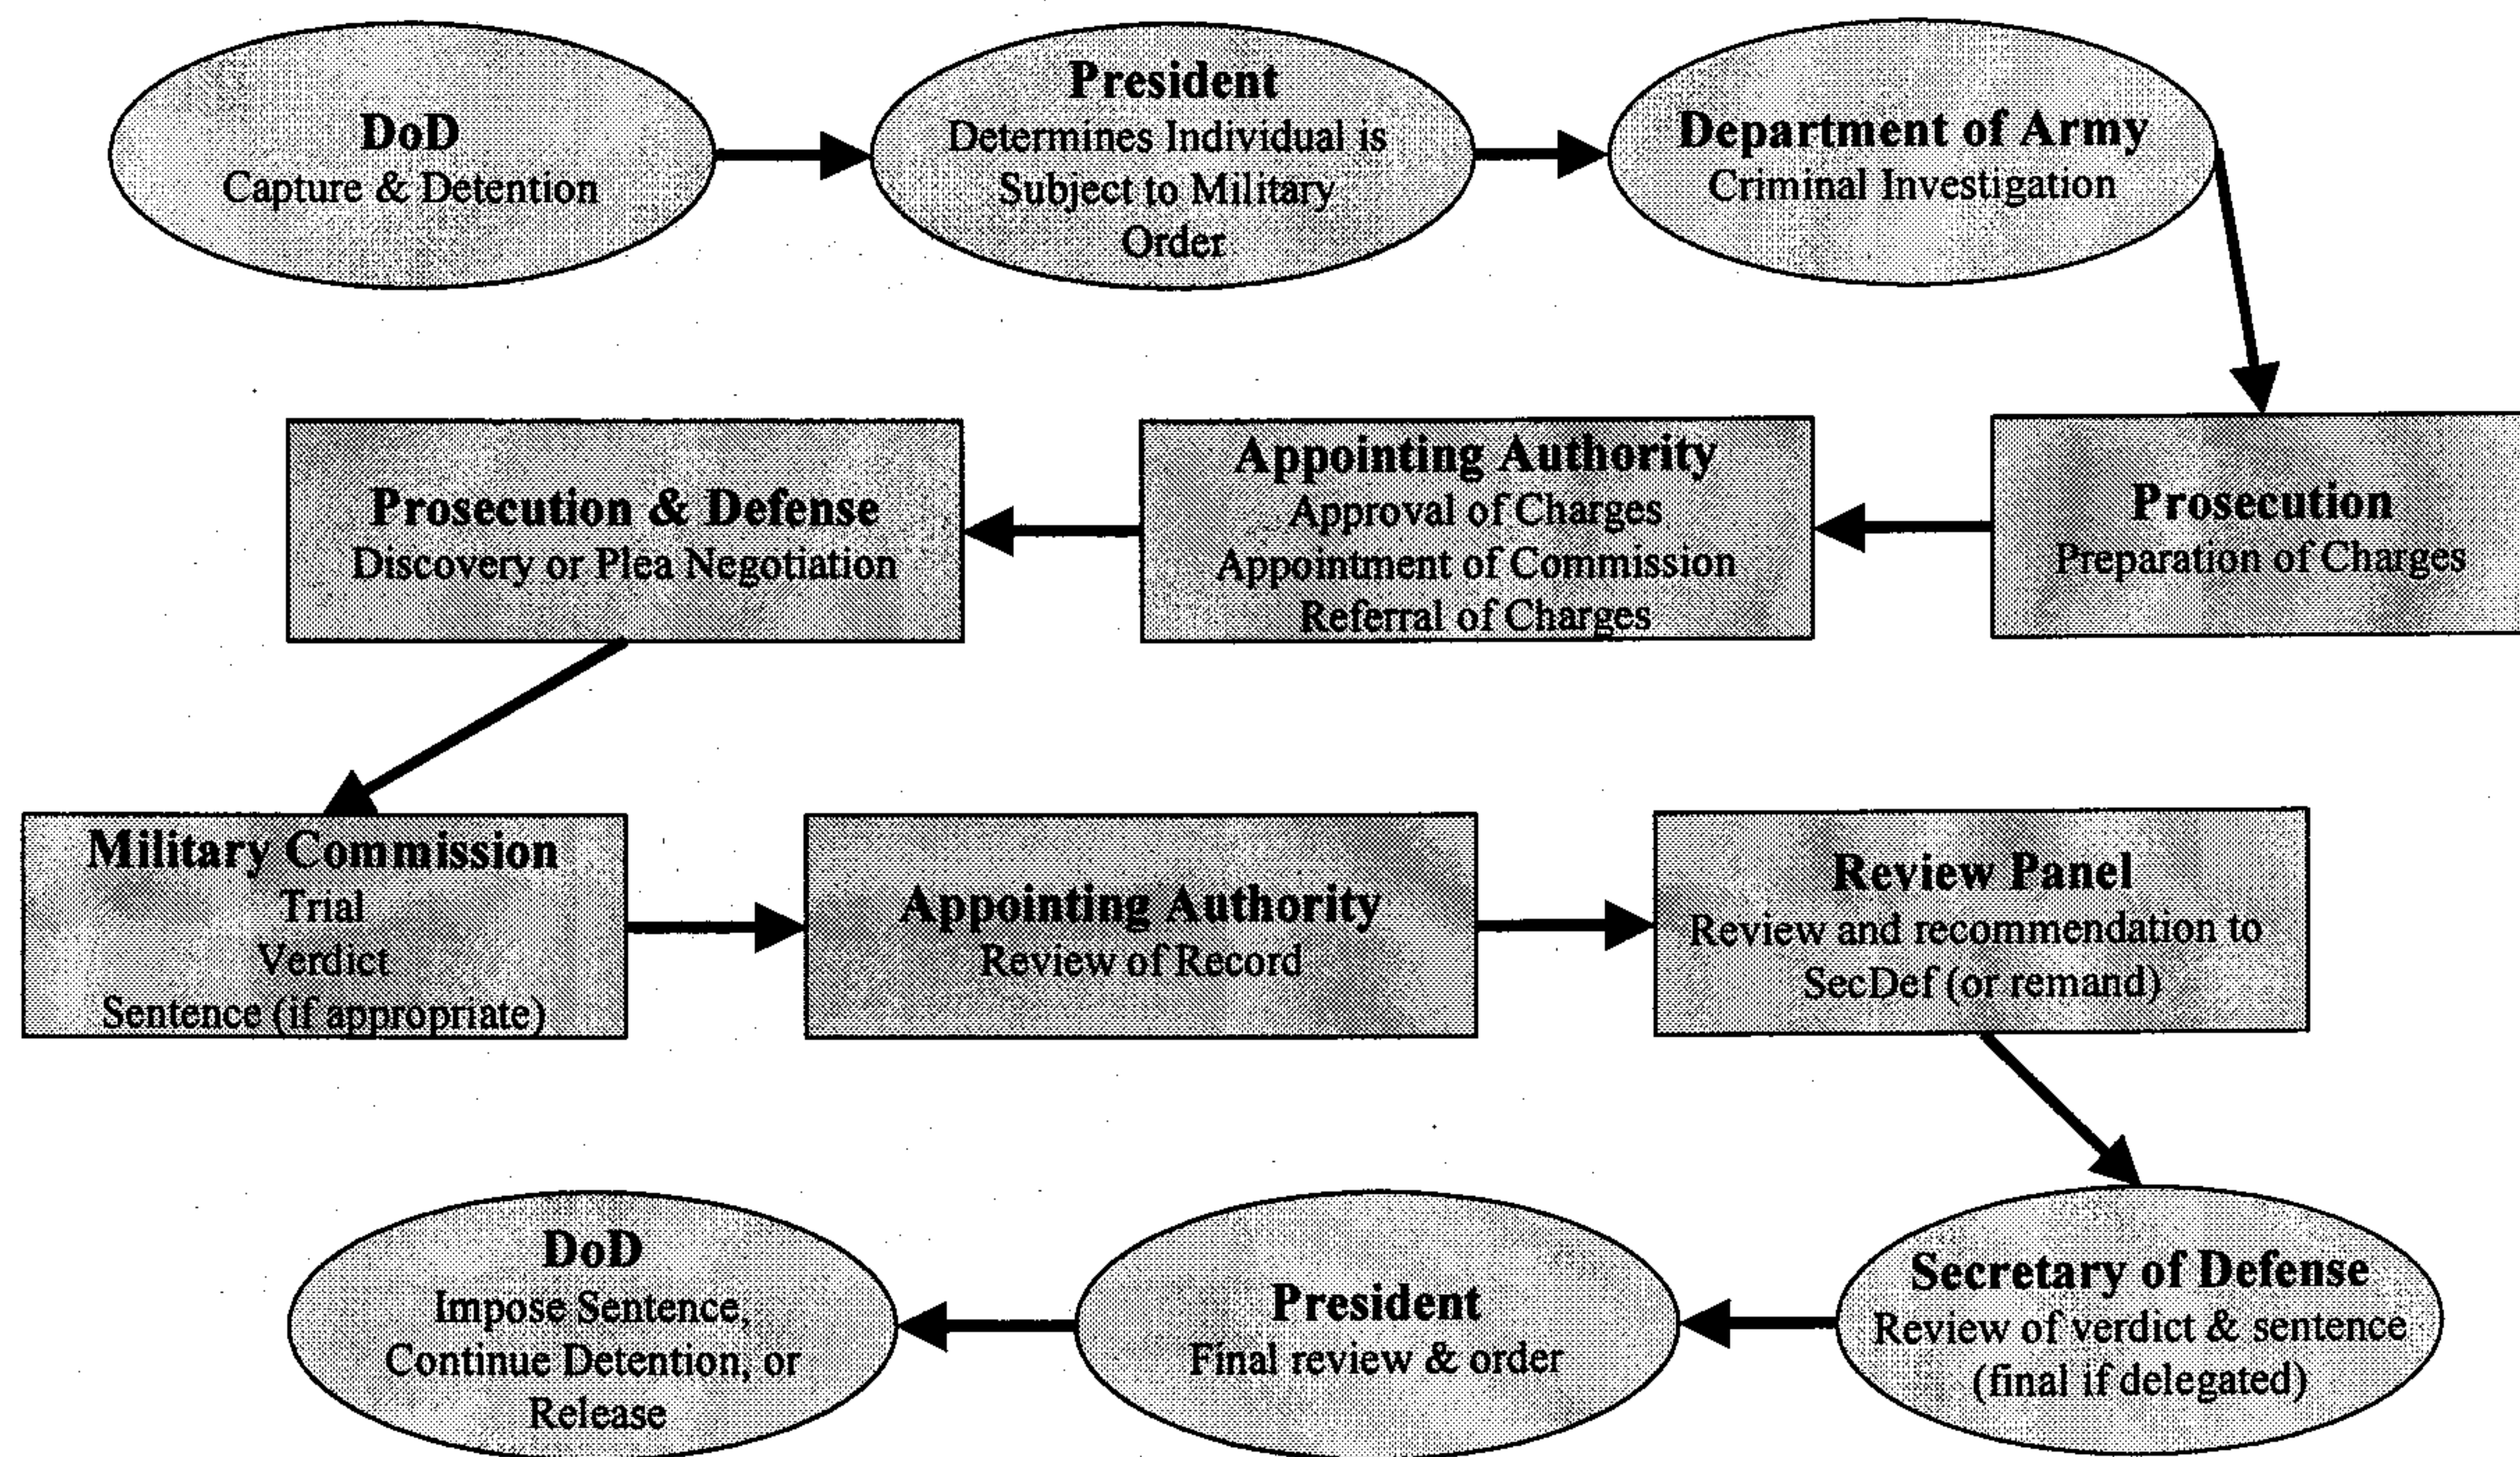 DoD
Capture & Detention
President
Determines Individual is
Subject to Military
Order
Department of Army
Criminal Investigation
Prosecution
Preparation of Charges
Appointing Authority
Approval of Charges
Appointment of Commission
Referral of Charges
Prosecution & Defense
Discovery or Plea Negotiation
Military Commission
Trial
Verdict
Sentence (if appropriate)
Appointing Authority
Review of Record
Review Panel
Review and recommendation to
SecDef (or remand)
Secretary of Defense
Review of verdict & sentence
(final if delegated)
President
Final review & order
DoD
Impose Sentence,
Continue Detention, or
Release